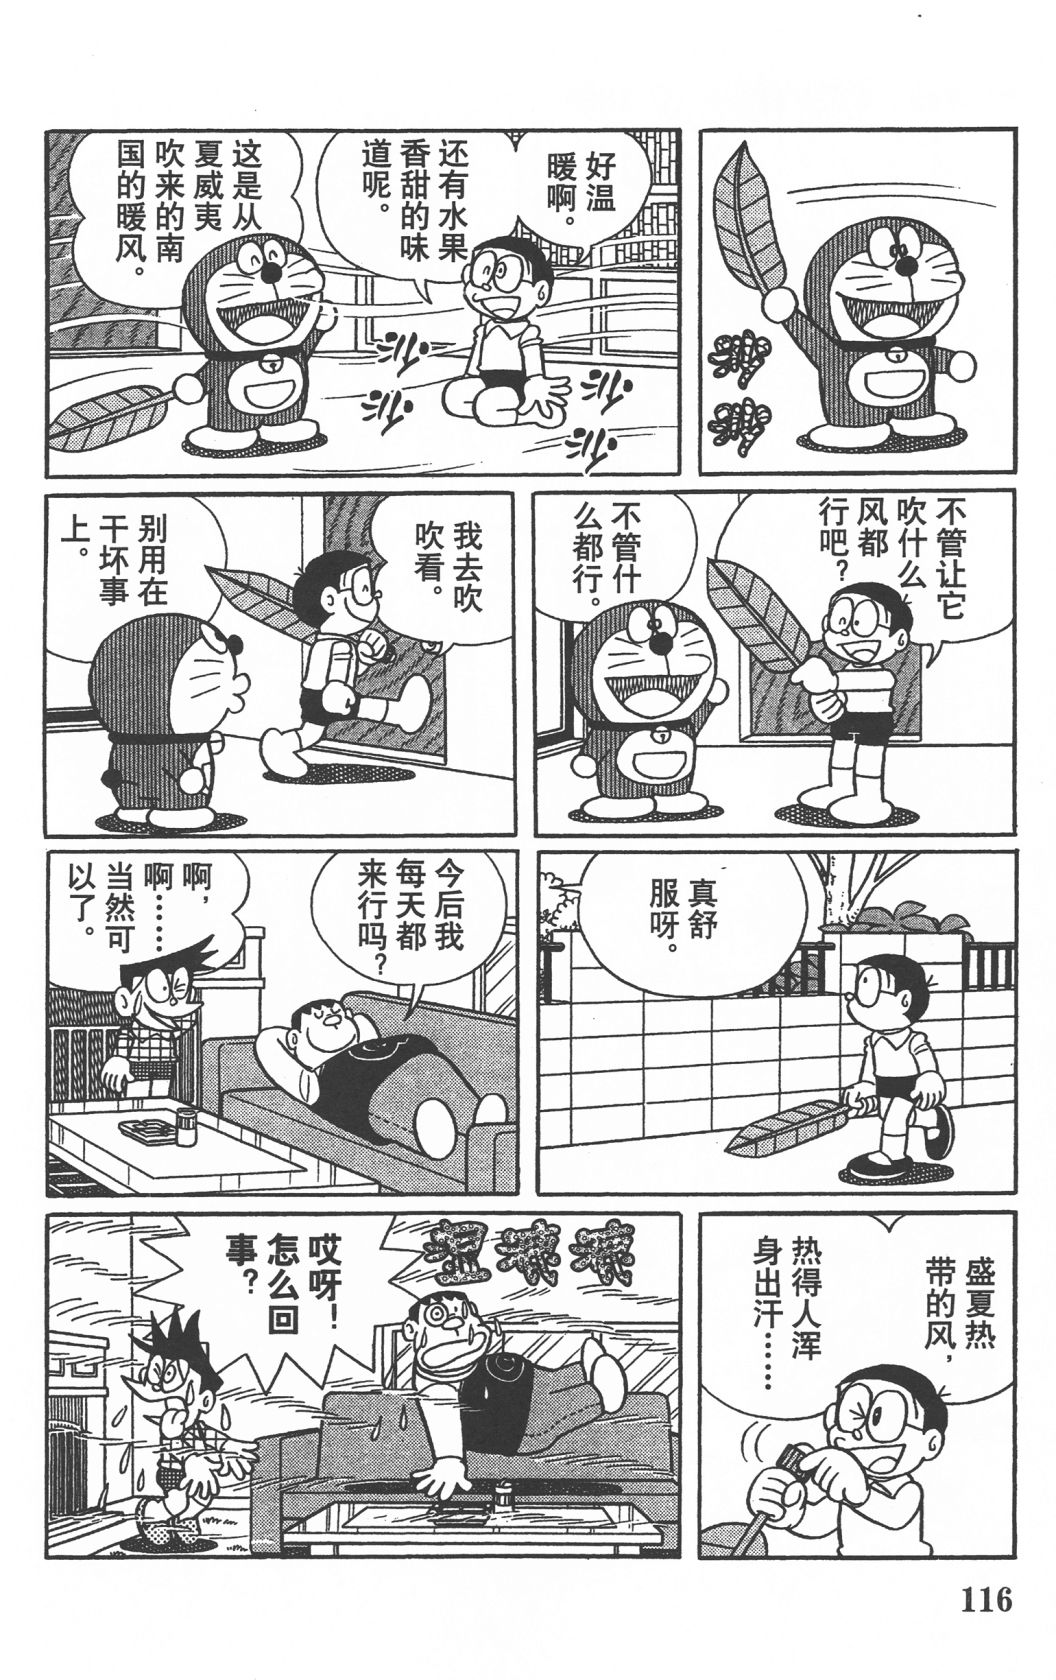 好温
暖啊。
还有水果
香甜的味
道呢。
这是从
夏威夷
吹来的南
国的暖风。
不管让它
吹什么
风都
行吧?
不管什
么都行。
我去吹
吹看。
别用在
干坏事
上。
真舒
服呀。
今后我
每天都
来行吗?
啊,
啊……
当然可
以了。
盛夏热
带的风,
热得人浑
身出汗……
哎呀!
怎么回
事?
116